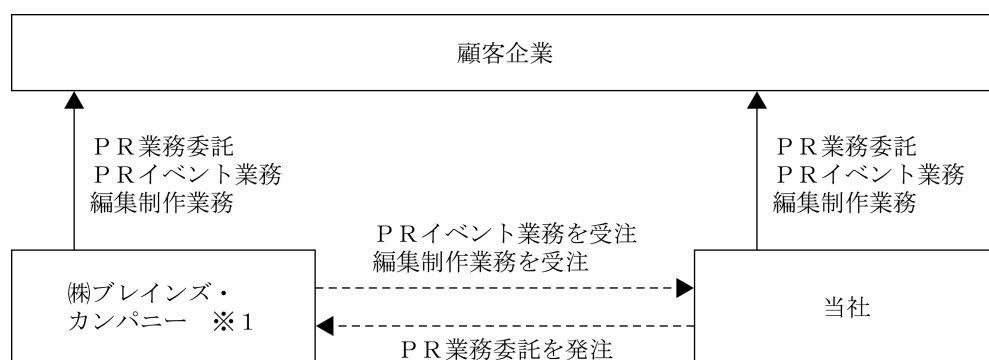 顧客企業
ＰＲ業務委託
ＰＲイベント業務
編集制作業務
ＰＲ業務委託
ＰＲイベント業務
編集制作業務
ＰＲイベント業務を受注
編集制作業務を受注
㈱ブレインズ・
カンパニー　※１
当社
ＰＲ業務委託を発注